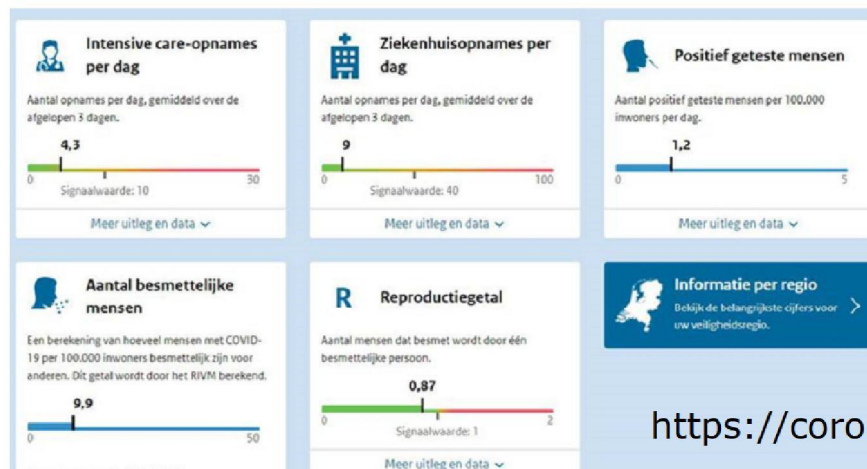 Intensive care-opnames
per dag
Aantal opnames per dag, gemiddeld over de
afgelopen 3 dagen.
4,3
0
30
Signaalwaarde: 10
Meer uitleg en data
Ziekenhuisopnames per
dag
Aantal opnames per dag, gemiddeld over de
afgelopen 3 dagen.
9
0
100
Signaalwaarde: 40
Meer uitleg en data
Positief geteste mensen
Aantal positief geteste mensen per 100.000
inwoners per dag.
1,2
0
5
Meer uitleg en data
Aantal besmettelijke
mensen
Een berekening van hoeveel mensen met COVID-
19 per 100.000 inwoners besmettelijk zijn voor
anderen. Dit getal wordt door het RIVM berekend.
9,9
0
50
R
Reproductiegetal
Aantal mensen dat besmet wordt door één
besmettelijke persoon.
0,87
0
2
Signaalwaarde: 1
Meer uitleg en data
Informatie per regio
Bekijk de belangrijkste cijfers voor
uw veiligheidsregio.
https://coro